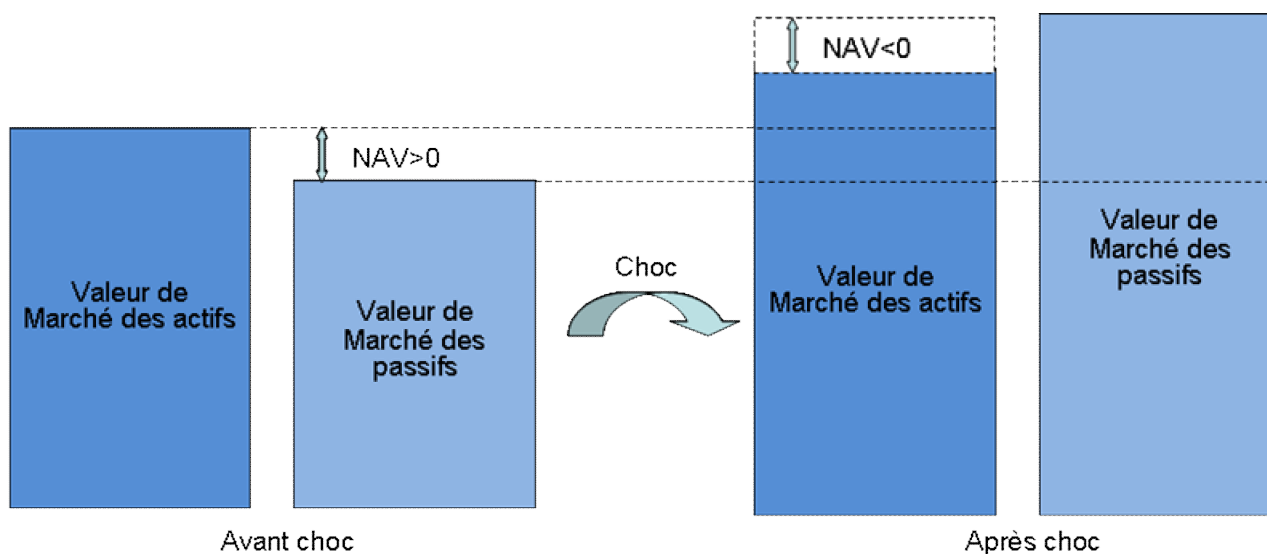 NAV<0
NAV>0
Valeur de
Marché des actifs
Valeur de
Marché des
passifs
Choc
Valeur de
Marché des actifs
Valeur de
Marché des
passifs
Avant choc
Après choc